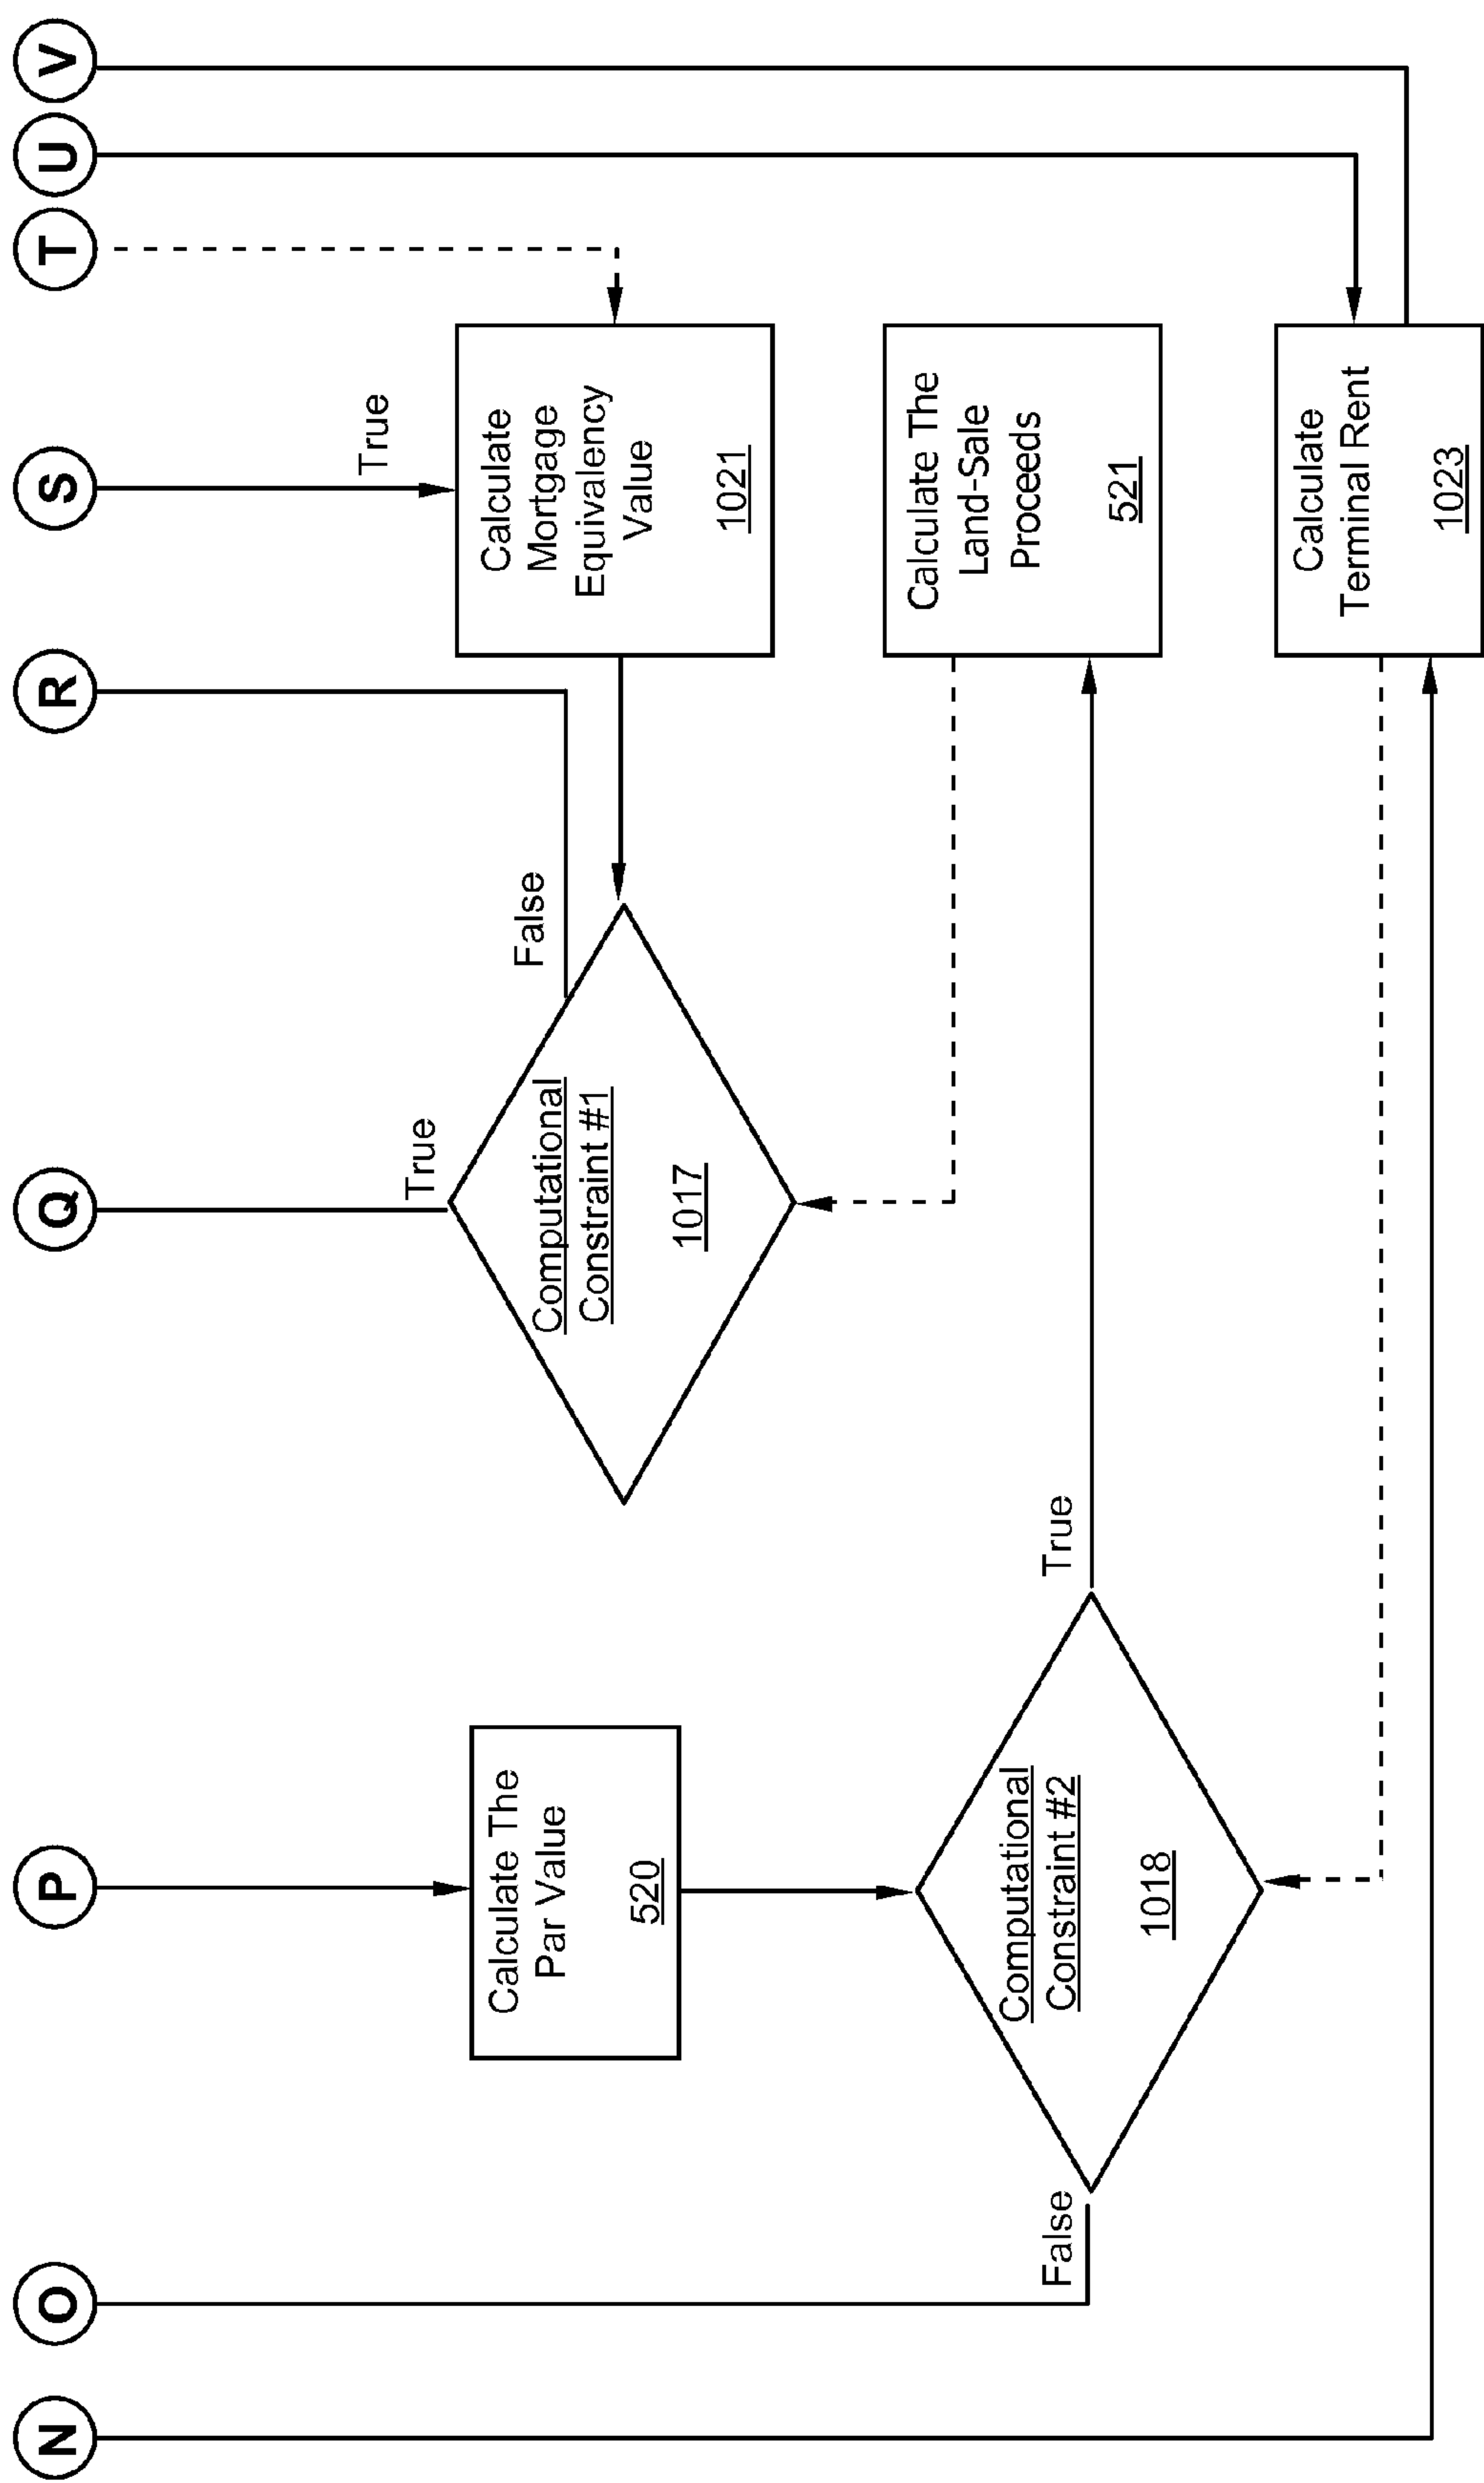 N
O
P
Q
R
S
T
U
V
True
True
False
Calculate The
Par Value
520
Computational
Constraint #1
1017
Calculate
Mortgage
Equivalency
Value
1021
False
Computational
Constraint #2
1018
True
Calculate The
Land-Sale
Proceeds
521
Calculate
Terminal Rent
1023